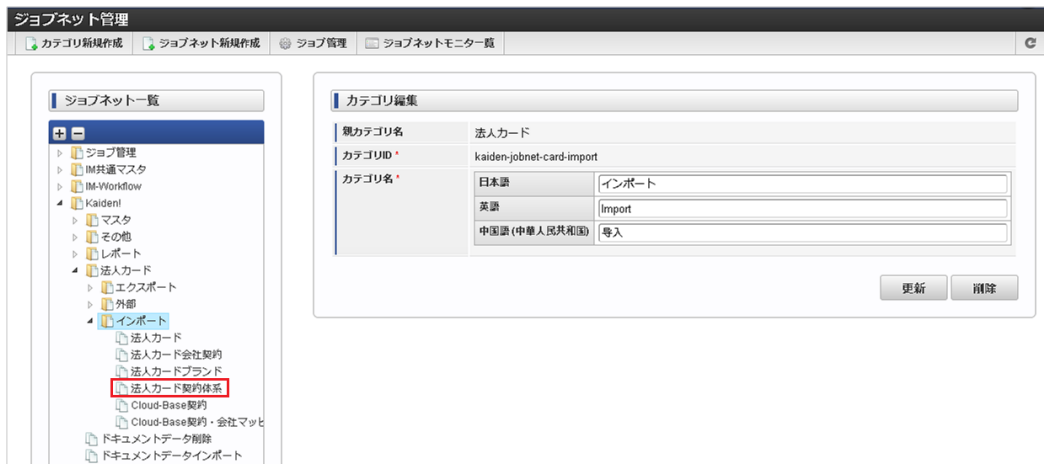 ジョブネット管理
カテゴリ新規作成 ジョブネット新規作成 ジョブ管理 ジョブネットモニター覧
ジョブネット一覧
ジョブ管理
IM共通マスタ
IM-Workflow
Kaiden!
マスタ
その他
レポート
法人カード
エクスポート
外部
インポート
法人カード
法人カード会社契約
法人カードブランド
法人カード契約体系
Cloud-Base契約
Cloud-Base契約・会社マッピ
ドキュメントデータ削除
ドキュメントデータインポート
カテゴリ編集
親カテゴリ名 法人カード
カテゴリID * kaiden-jobnet-card-import
カテゴリ名 *
日本語 インポート
英語 Import
中国語 (中華人民共和国) 导入
更新 削除